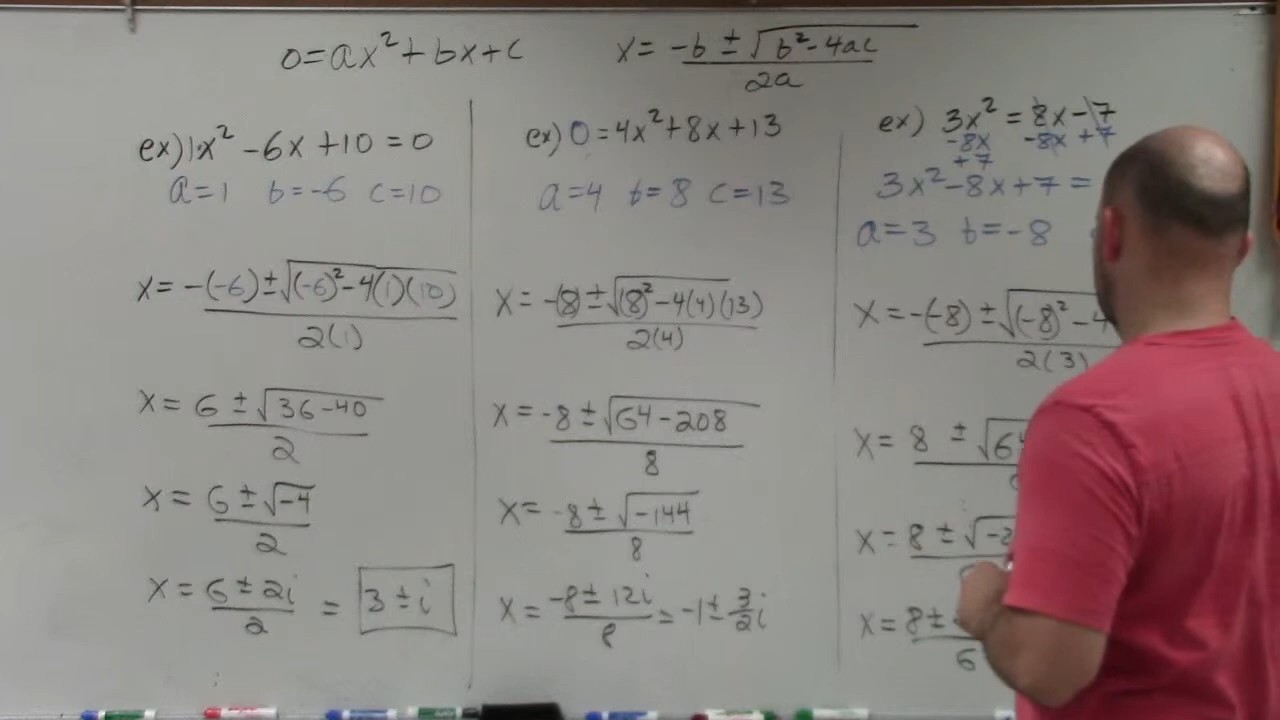 0=ax²+bx+c
x = -b ± √b²-4ac / 2a
ex) 1x² -6x +10 = 0
a=1 b=-6 c=10
x = -(-6) ± √(-6)²-4(1)(10) / 2(1)
x = 6 ± √36-40 / 2
x = 6 ± √-4 / 2
x = 6 ± 2i / 2 = 3 ± i
ex) 0 = 4x²+8x+13
a=4 b=8 c=13
x = -(8) ± √(8)²-4(4)(13) / 2(4)
x = -8 ± √64-208 / 8
x = -8 ± √-144 / 8
x = -8 ± 12i / 8 = -1 ± 3/2 i
ex) 3x² = 8x-7
-8x -8x +7
+7
3x²-8x+7 =
a=3 b=-8
x = -(-8) ± √(-8)²-4 / 2(3)
x = 8 ± √6
x = 8 ± √-2
x = 8 ± / 6